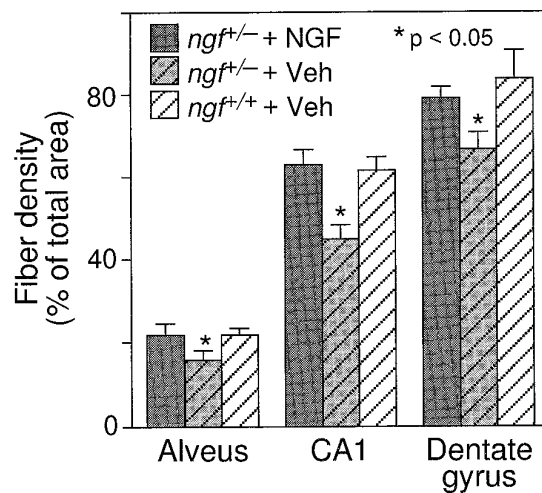 ngf+/– + NGF
ngf+/– + Veh
ngf+/+ + Veh
* p < 0.05
Fiber density
(% of total area)
80
40
0
*
*
*
Alveus
CA1
Dentate
gyrus